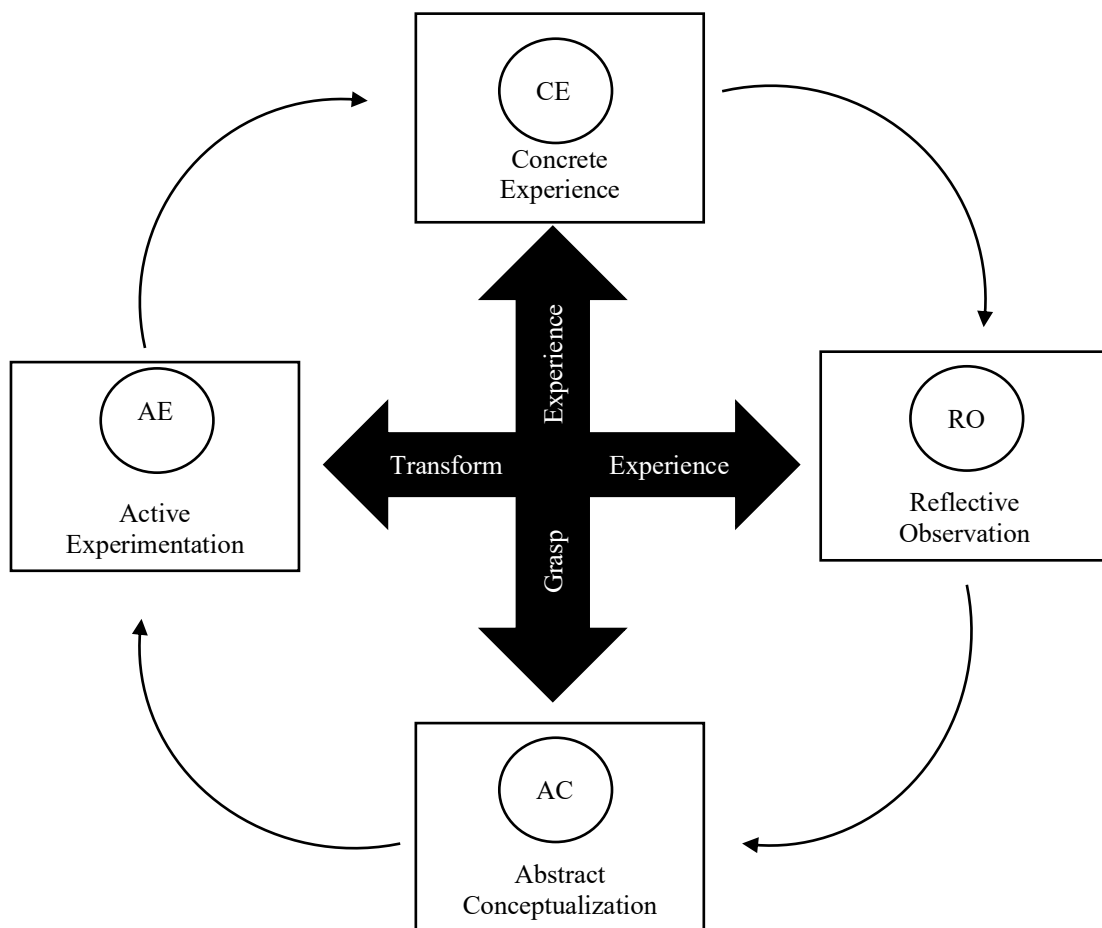 CE
Concrete
Experience
Experience
AE
Active
Experimentation
Transform
Experience
RO
Reflective
Observation
Grasp
AC
Abstract
Conceptualization